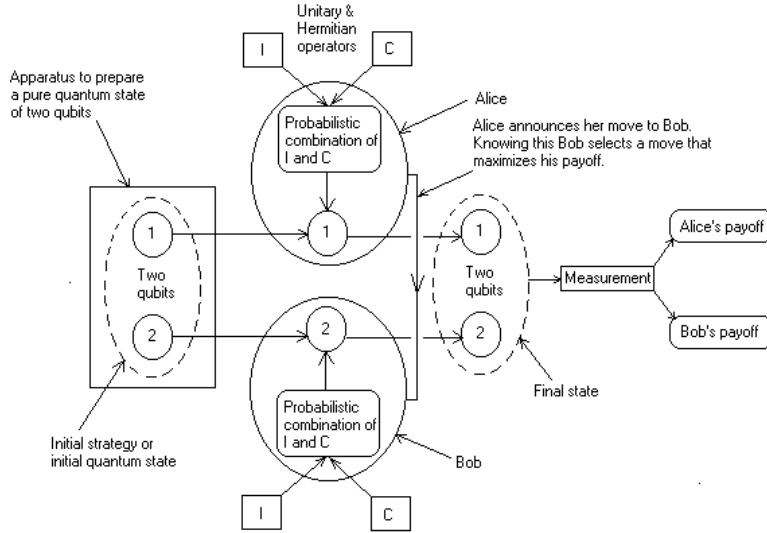 Unitary &
Hermitian
operators
I
C
Apparatus to prepare
a pure quantum state
of two qubits
Probabilistic
combination of
I and C
Alice
Alice announces her move to Bob.
Knowing this Bob selects a move that
maximizes his payoff.
1
1
1
Two
qubits
Two
qubits
Measurement
Alice's payoff
Bob's payoff
2
2
2
Final state
Probabilistic
combination of
I and C
Initial strategy or
initial quantum state
Bob
I
C